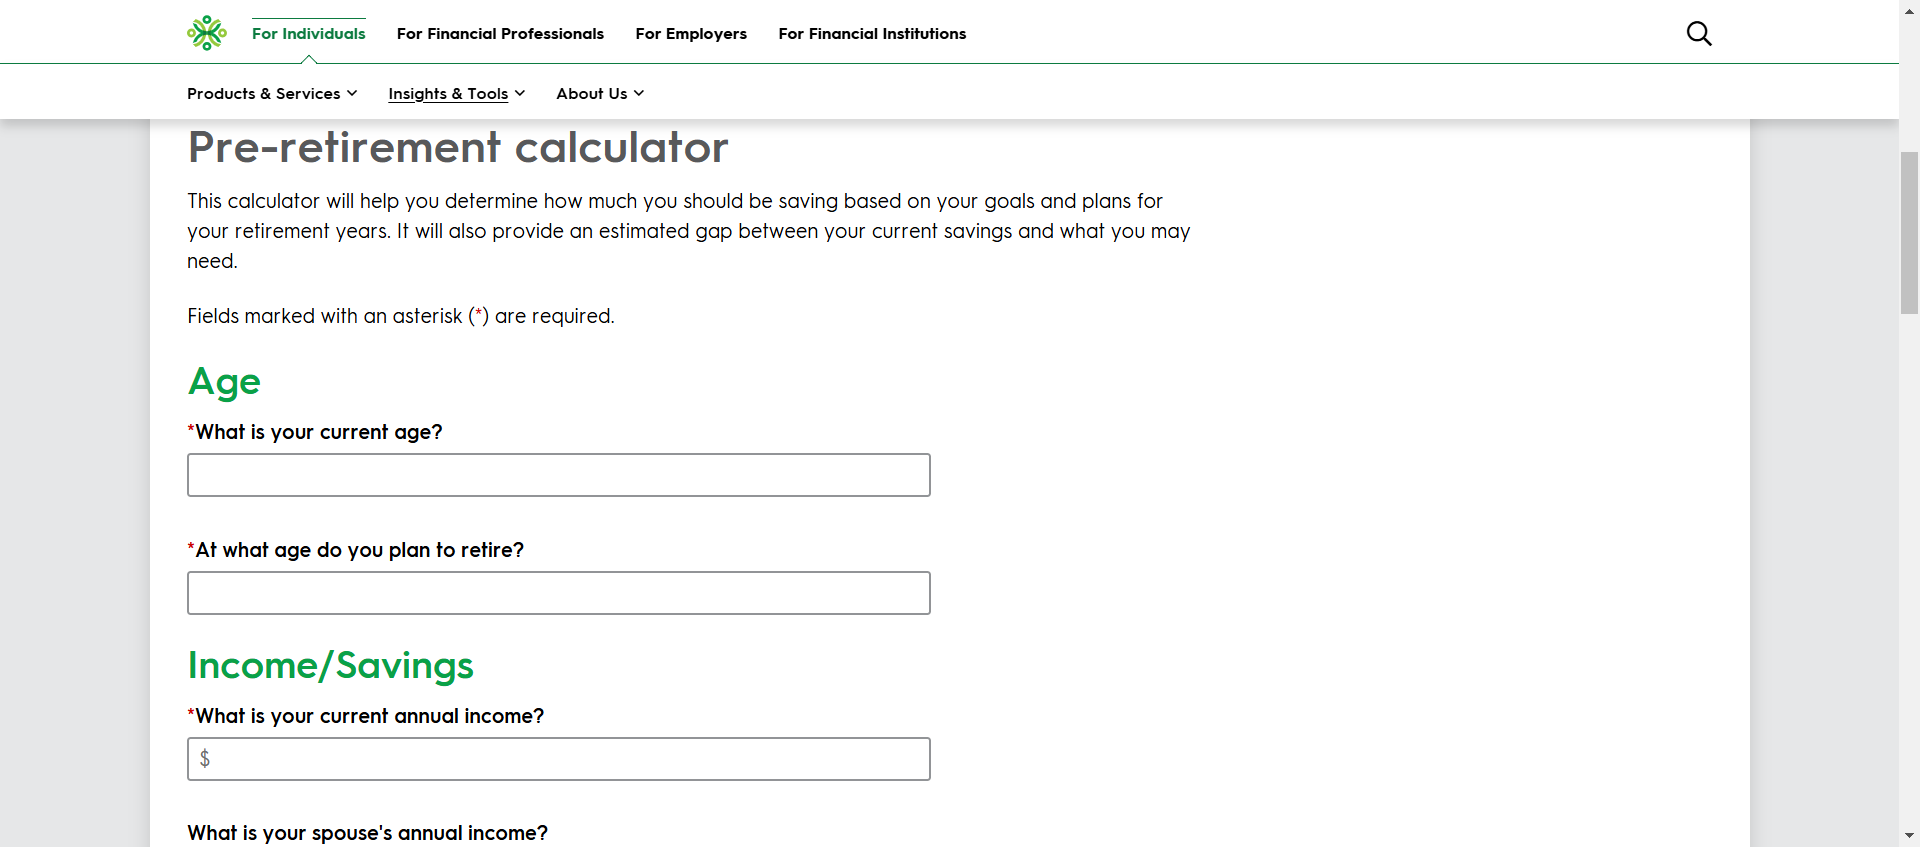 For Individuals For Financial Professionals For Employers For Financial Institutions
Products & Services Insights & Tools About Us
Pre-retirement calculator
This calculator will help you determine how much you should be saving based on your goals and plans for
your retirement years. It will also provide an estimated gap between your current savings and what you may
need.
Fields marked with an asterisk (*) are required.
Age
*What is your current age?
*At what age do you plan to retire?
Income/Savings
*What is your current annual income?
$
What is your spouse's annual income?